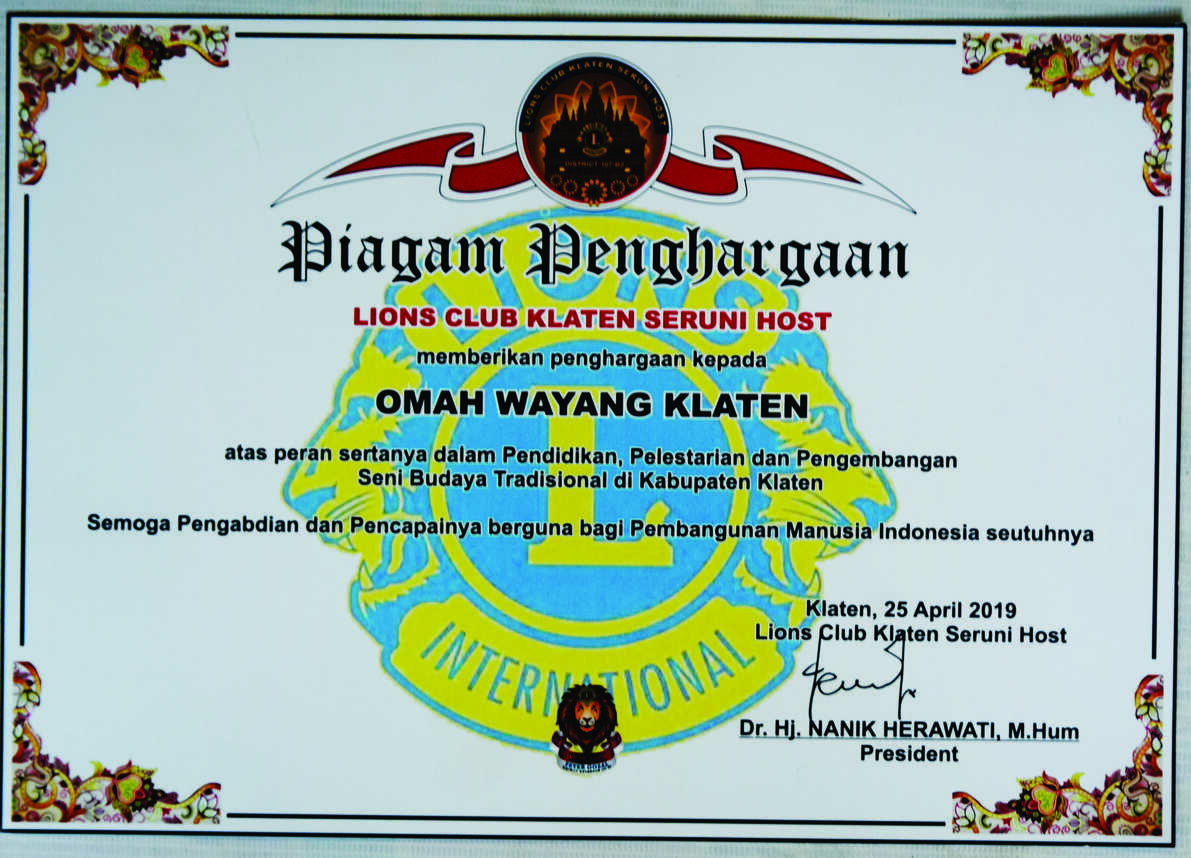 LIONS CLUB KLATEN SERUNI HOST
L
Piagam Penghargaan
LIONS
LIONS CLUB KLATEN SERUNI HOST
memberikan penghargaan kepada
OMAH WAYANG KLATEN
L
atas peran sertanya dalam Pendidikan, Pelestarian dan Pengembangan
Seni Budaya Tradisional di Kabupaten Klaten
Semoga Pengabdian dan Pencapainya berguna bagi Pembangunan Manusia Indonesia seutuhnya
Klaten, 25 April 2019
Lions Club Klaten Seruni Host
INTERNATIONAL
Dr. Hj. NANIK HERAWATI, M.Hum
President